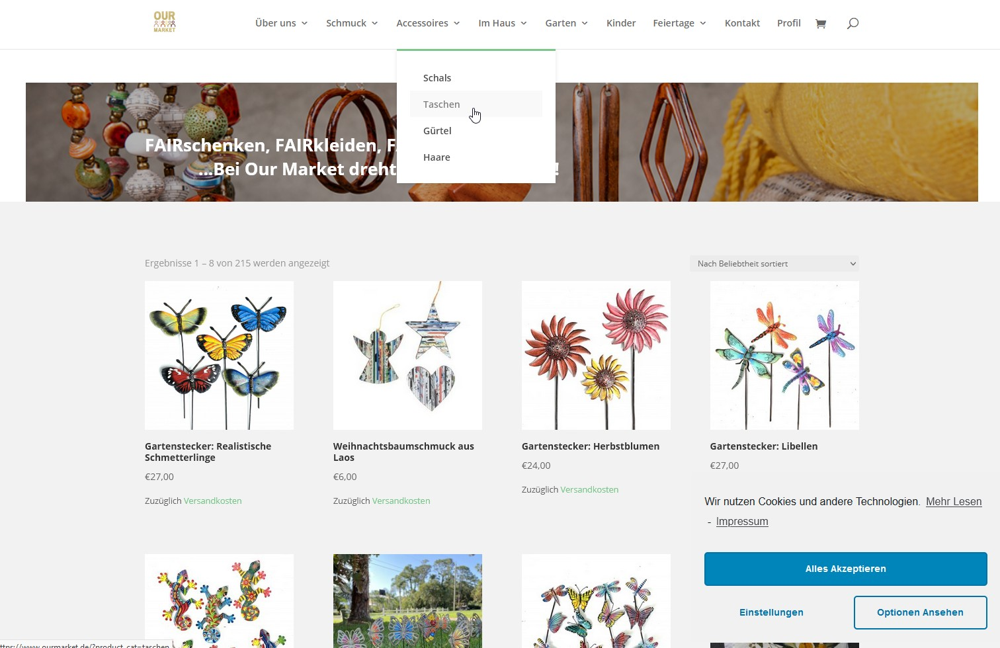 OUR
MARKET
Über uns
Schmuck
Accessoires
Im Haus
Garten
Kinder
Feiertage
Kontakt
Profil
Schals
Taschen
Gürtel
Haare
FAIRschenken, FAIRkleiden,
...Bei Our Market dreht !
Ergebnisse 1 – 8 von 215 werden angezeigt
Nach Beliebtheit sortiert
Gartenstecker: Realistische
Schmetterlinge
€27,00
Zuzüglich Versandkosten
Weihnachtsbaumschmuck aus
Laos
€6,00
Zuzüglich Versandkosten
Gartenstecker: Herbstblumen
€24,00
Zuzüglich Versandkosten
Gartenstecker: Libellen
€27,00
Wir nutzen Cookies und andere Technologien. Mehr Lesen
- Impressum
Alles Akzeptieren
Einstellungen
Optionen Ansehen
ttps://www.ourmarket.de/?product_cat=taschen